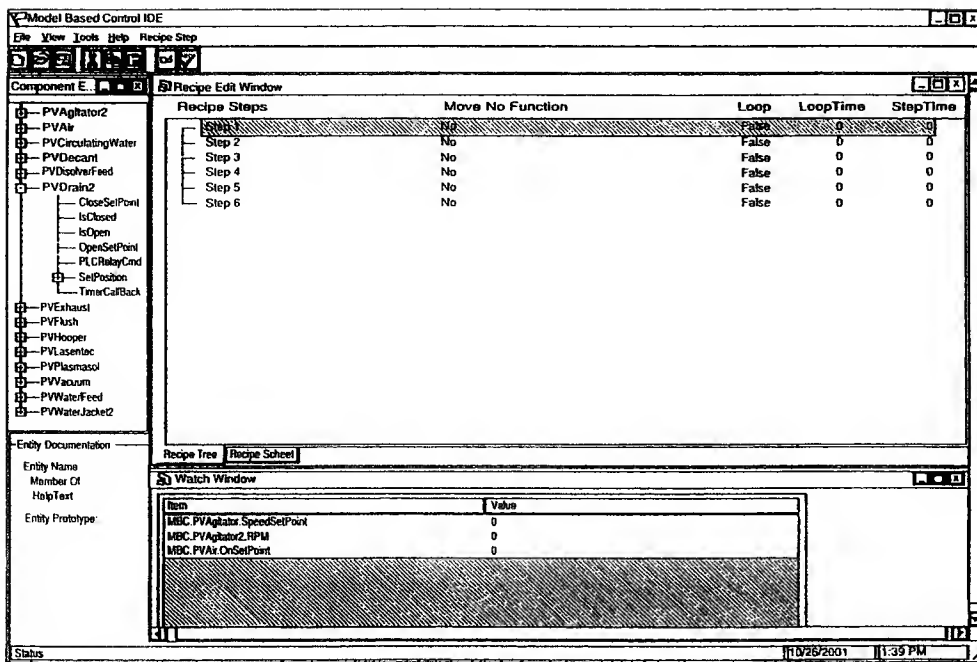 Model Based Control IDE
File View Tools Help Recipe Step
Component E...
PVAgitator2
PVAir
PVCirculatingWater
PVDecant
PVDisolverFeed
PVDrain2
CloseSetPoint
IsClosed
IsOpen
OpenSetPoint
PLCRelayCmd
SetPosition
TimerCallBack
PVExhaust
PVFlush
PVHooper
PVLasentec
PVPlasmasol
PVVacuum
PVWaterFeed
PVWaterJacket2
Entity Documentation
Entity Name
Member Of
HelpText
Entity Prototype:
Recipe Edit Window
Recipe Steps Move No Function Loop LoopTime StepTime
Step 1 No False 0 0
Step 2 No False 0 0
Step 3 No False 0 0
Step 4 No False 0 0
Step 5 No False 0 0
Step 6 No False 0 0
Recipe Tree Recipe Scheet
Watch Window
Item Value
MBC.PVAgitator.SpeedSetPoint 0
MBC.PVAgitator2.RPM 0
MBC.PVAir.OnSetPoint 0
Status 10/26/2001 1:39 PM